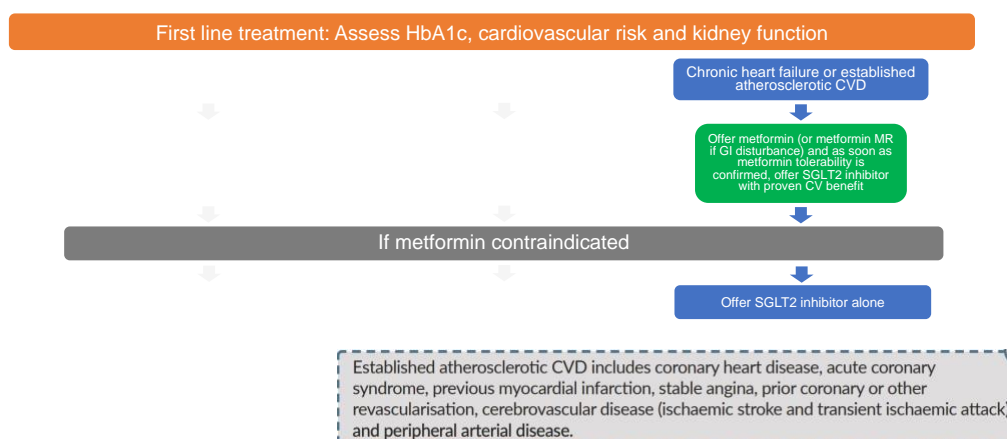 First line treatment: Assess HbA1c, cardiovascular risk and kidney function
Chronic heart failure or established
atherosclerotic CVD
Offer metformin (or metformin MR
if GI disturbance) and as soon as
metformin tolerability is
confirmed, offer SGLT2 inhibitor
with proven CV benefit
If metformin contraindicated
Offer SGLT2 inhibitor alone
Established atherosclerotic CVD includes coronary heart disease, acute coronary
syndrome, previous myocardial infarction, stable angina, prior coronary or other
revascularisation, cerebrovascular disease (ischaemic stroke and transient ischaemic attack)
and peripheral arterial disease.